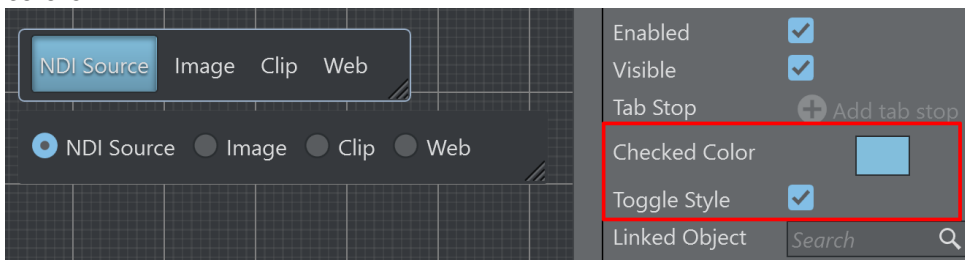 NDI Source Image Clip Web
NDI Source Image Clip Web
Enabled
Visible
Tab Stop Add tab stop
Checked Color
Toggle Style
Linked Object Search